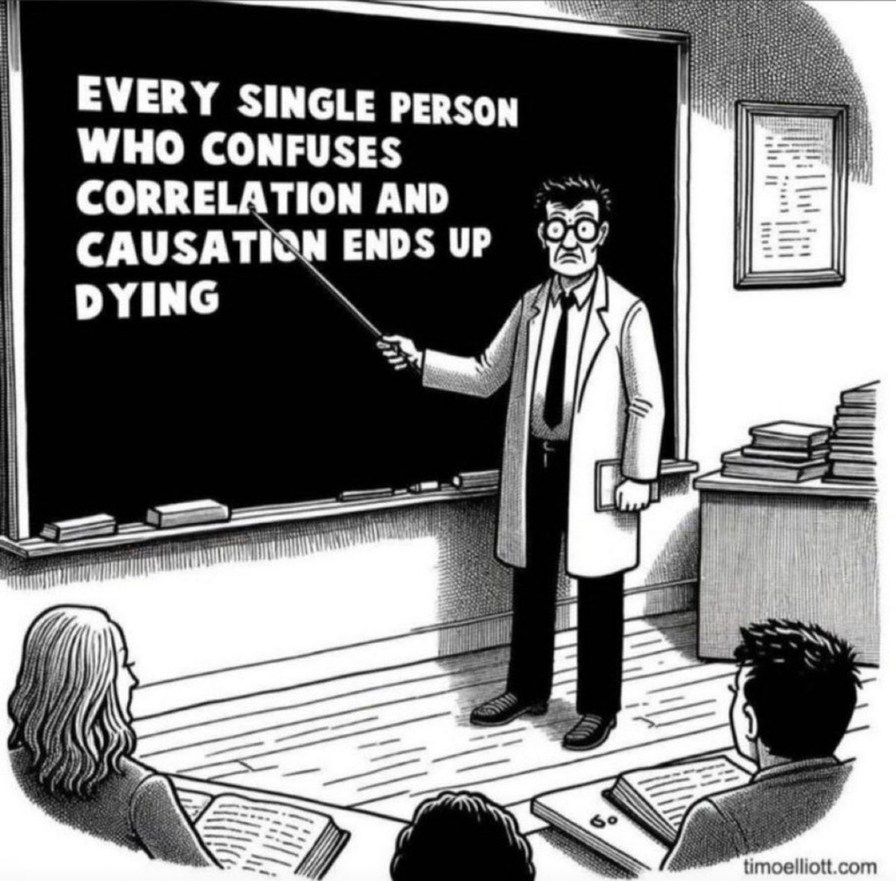 EVERY SINGLE PERSON
WHO CONFUSES
CORRELATION AND
CAUSATION ENDS UP
DYING
timoelliott.com